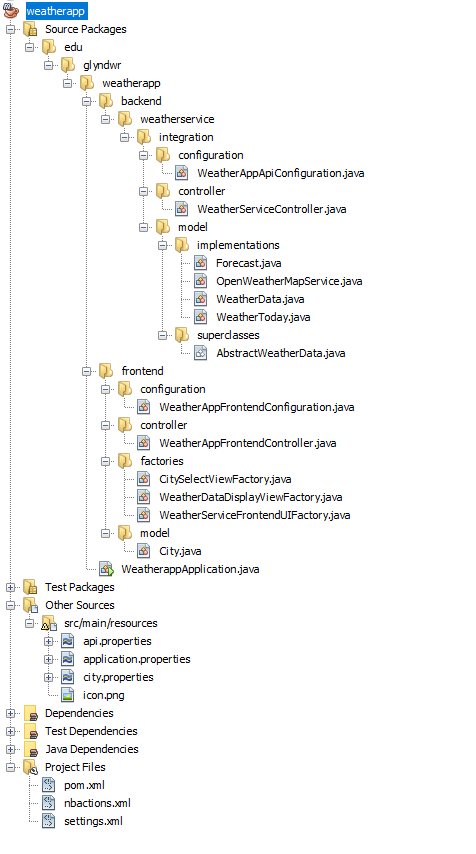 weatherapp
Source Packages
edu
glyndwr
weatherapp
backend
weatherservice
integration
configuration
WeatherAppApiConfiguration.java
controller
WeatherServiceController.java
model
implementations
Forecast.java
OpenWeatherMapService.java
WeatherData.java
WeatherToday.java
superclasses
AbstractWeatherData.java
frontend
configuration
WeatherAppFrontendConfiguration.java
controller
WeatherAppFrontendController.java
factories
CitySelectViewFactory.java
WeatherDataDisplayViewFactory.java
WeatherServiceFrontendUIFactory.java
model
City.java
WeatherappApplication.java
Test Packages
Other Sources
src/main/resources
api.properties
application.properties
city.properties
icon.png
Dependencies
Test Dependencies
Java Dependencies
Project Files
pom.xml
nbactions.xml
settings.xml